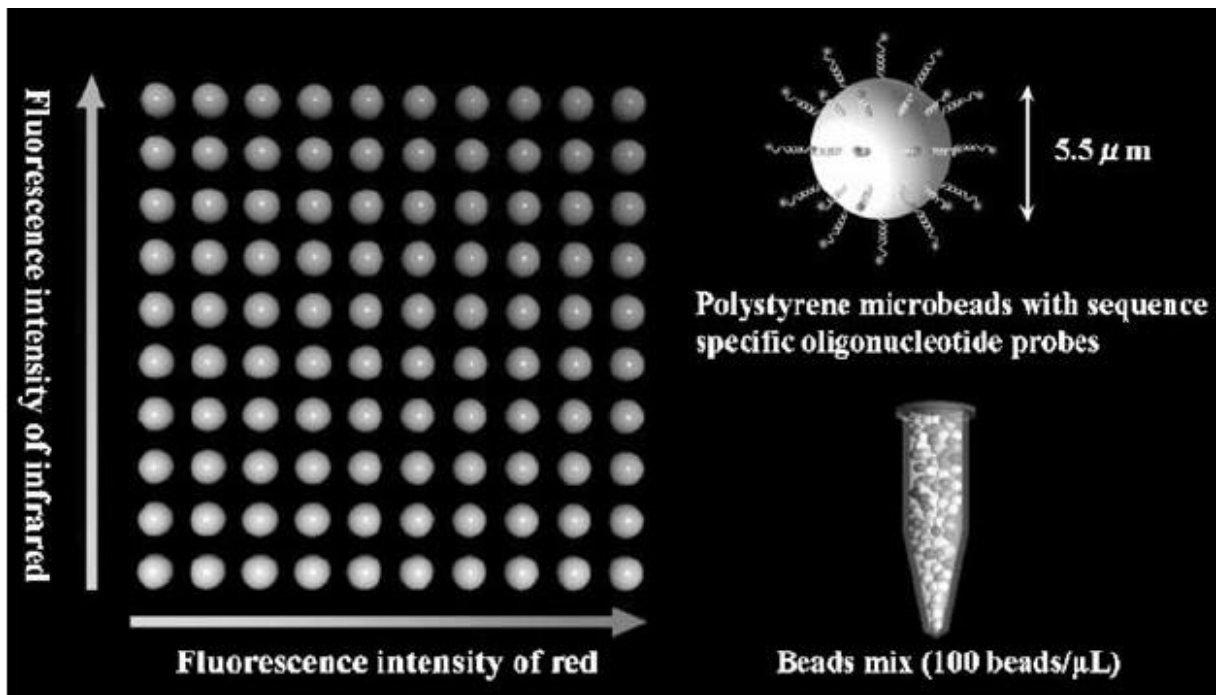 Fluorescence intensity of infrared
Fluorescence intensity of red
5.5 μ m
Polystyrene microbeads with sequence
specific oligonucleotide probes
Beads mix (100 beads/μL)